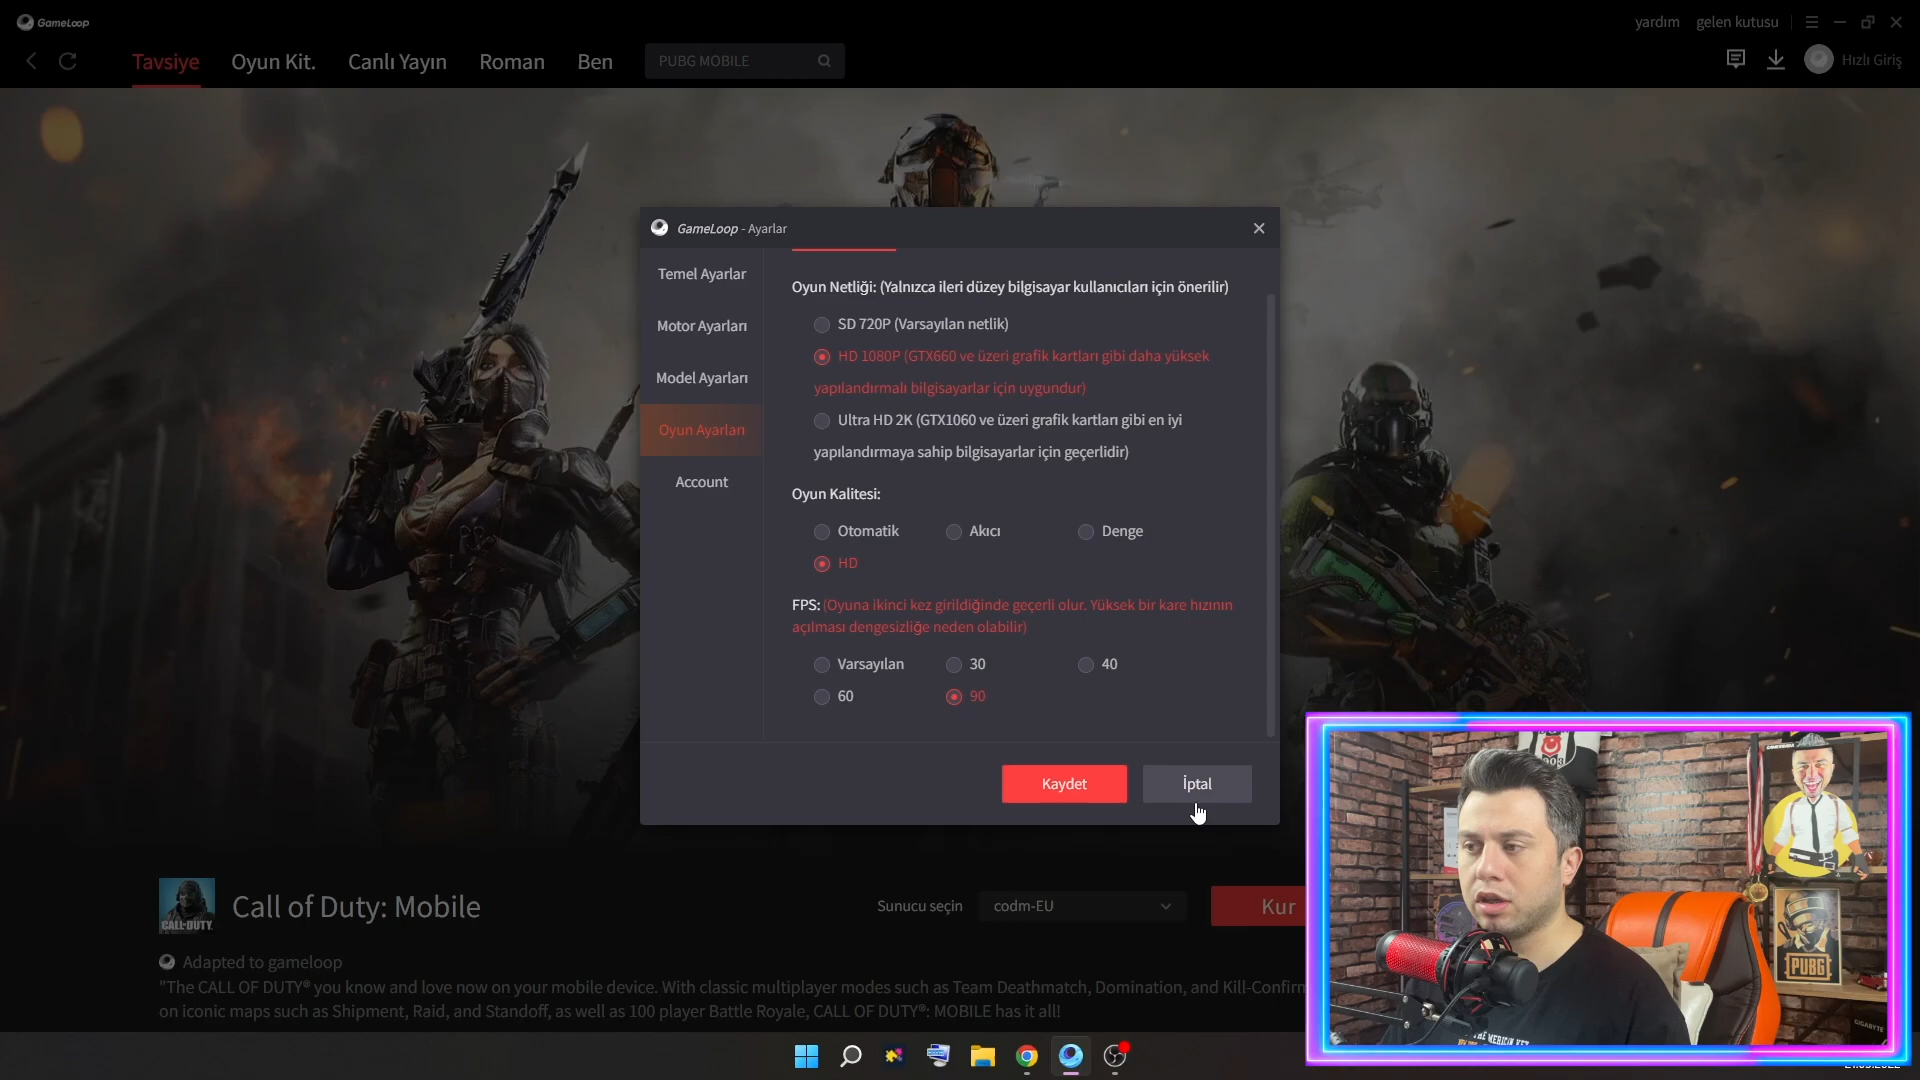 GameLoop
yardım gelen kutusu
Tavsiye Oyun Kit. Canlı Yayın Roman Ben PUBG MOBILE Hızlı Giriş
GameLoop - Ayarlar
Temel Ayarlar
Motor Ayarları
Model Ayarları
Oyun Ayarları
Account
Oyun Netliği: (Yalnızca ileri düzey bilgisayar kullanıcıları için önerilir)
SD 720P (Varsayılan netlik)
HD 1080P (GTX660 ve üzeri grafik kartları gibi daha yüksek
yapılandırmalı bilgisayarlar için uygundur)
Ultra HD 2K (GTX1060 ve üzeri grafik kartları gibi en iyi
yapılandırmaya sahip bilgisayarlar için geçerlidir)
Oyun Kalitesi:
Otomatik Akıcı Denge
HD
FPS: (Oyuna ikinci kez girildiğinde geçerli olur. Yüksek bir kare hızının
açılması dengesizliğe neden olabilir)
Varsayılan 30 40
60 90
Kaydet İptal
CALL·DUTY
Call of Duty: Mobile
Sunucu seçin codm-EU Kur
Adapted to gameloop
"The CALL OF DUTY® you know and love now on your mobile device. With classic multiplayer modes such as Team Deathmatch, Domination, and Kill-Confirm
on iconic maps such as Shipment, Raid, and Standoff, as well as 100 player Battle Royale, CALL OF DUTY®: MOBILE has it all!
PUBG
GIGABYTE